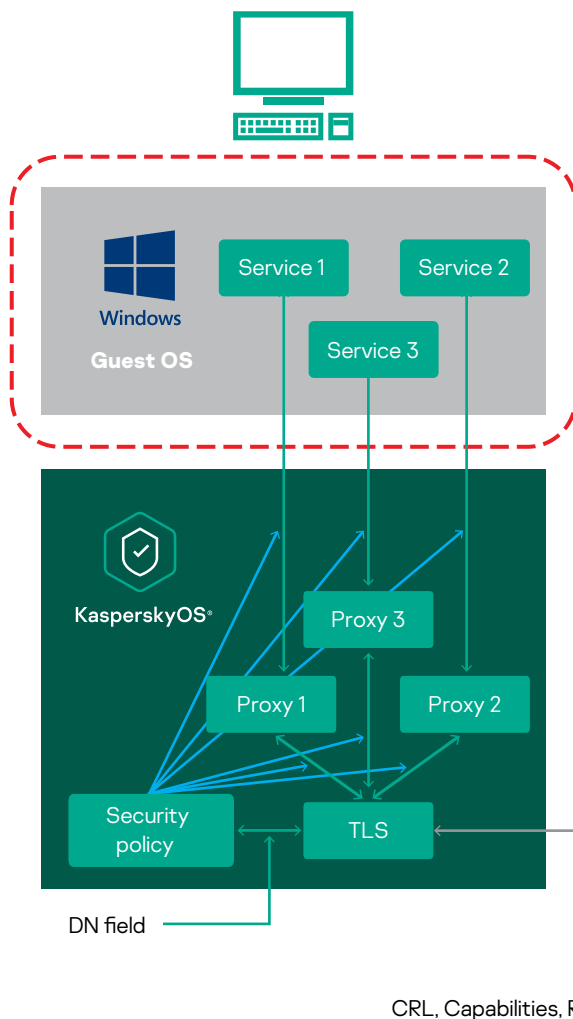 Service 1
Service 2
Windows
Service 3
Guest OS
KasperskyOS®
Proxy 3
Proxy 1
Proxy 2
Security
policy
TLS
DN field
CRL, Capabilities,